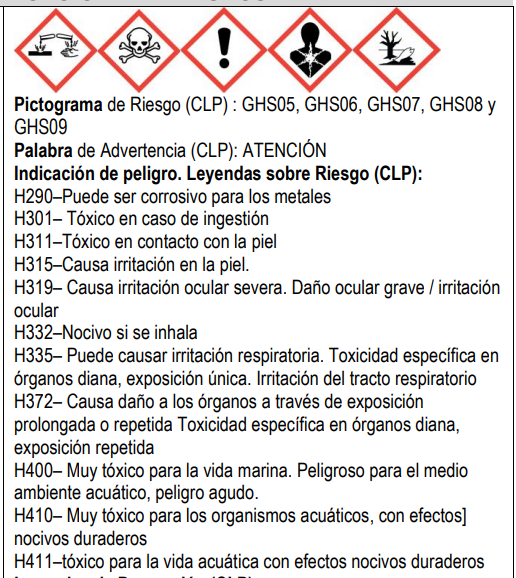 Pictograma de Riesgo (CLP) : GHS05, GHS06, GHS07, GHS08 y
GHS09
Palabra de Advertencia (CLP): ATENCIÓN
Indicación de peligro. Leyendas sobre Riesgo (CLP):
H290–Puede ser corrosivo para los metales
H301– Tóxico en caso de ingestión
H311–Tóxico en contacto con la piel
H315–Causa irritación en la piel.
H319– Causa irritación ocular severa. Daño ocular grave / irritación
ocular
H332–Nocivo si se inhala
H335– Puede causar irritación respiratoria. Toxicidad específica en
órganos diana, exposición única. Irritación del tracto respiratorio
H372– Causa daño a los órganos a través de exposición
prolongada o repetida Toxicidad específica en órganos diana,
exposición repetida
H400– Muy tóxico para la vida marina. Peligroso para el medio
ambiente acuático, peligro agudo.
H410– Muy tóxico para los organismos acuáticos, con efectos]
nocivos duraderos
H411–tóxico para la vida acuática con efectos nocivos duraderos